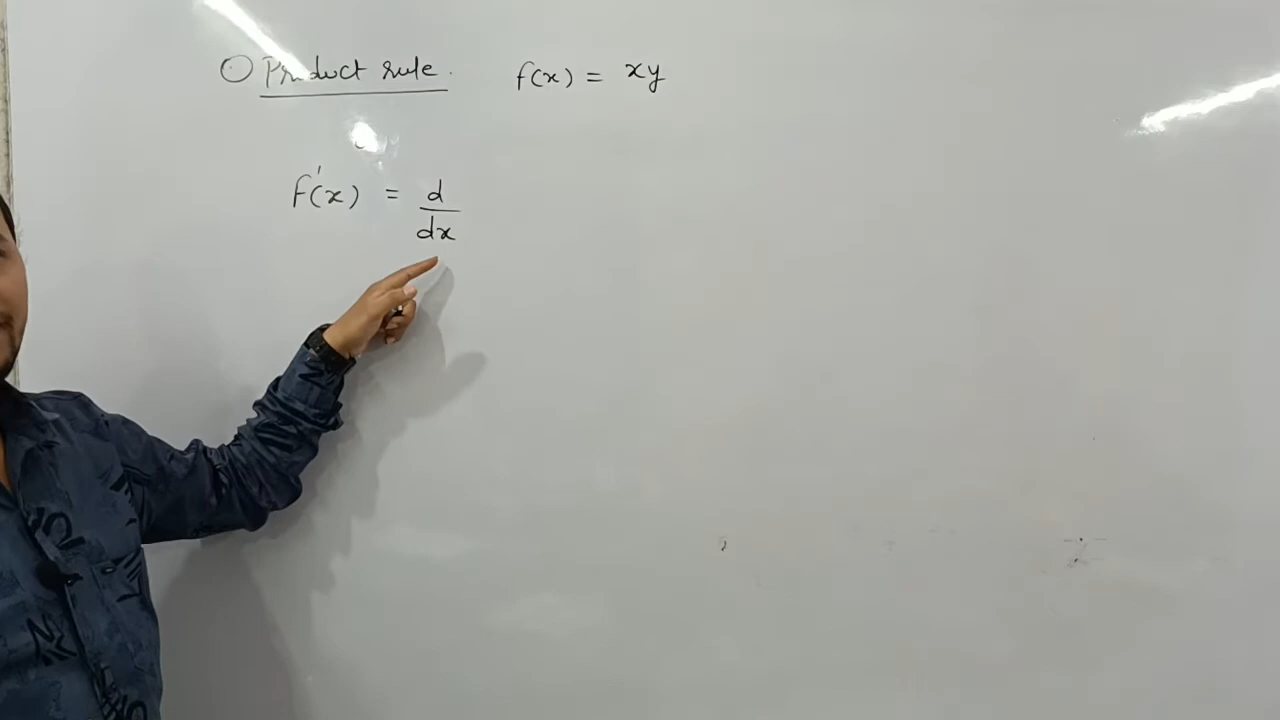 Product rule. f(x) = xy
f'(x) = d/dx